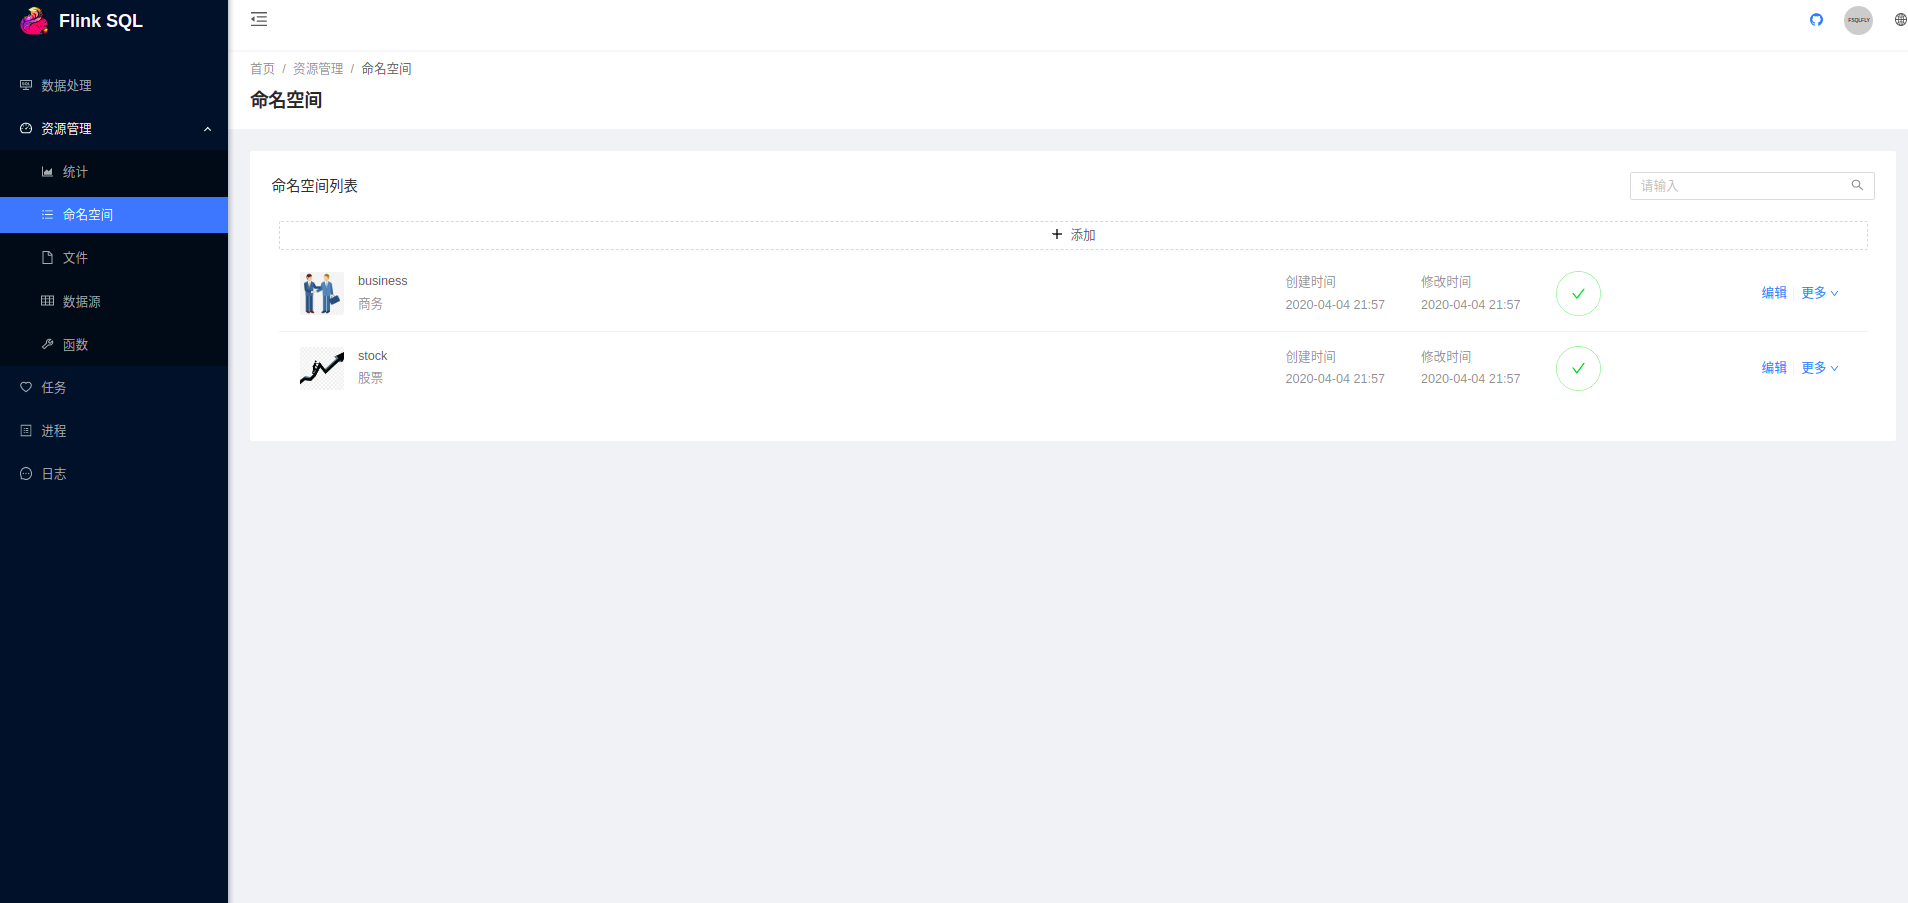 Flink SQL
数据处理
资源管理
统计
命名空间
文件
数据源
函数
任务
进程
日志
FSQLFLY
首页 / 资源管理 / 命名空间
命名空间
命名空间列表
请输入
添加
business
商务
创建时间
2020-04-04 21:57
修改时间
2020-04-04 21:57
编辑 更多
stock
股票
创建时间
2020-04-04 21:57
修改时间
2020-04-04 21:57
编辑 更多